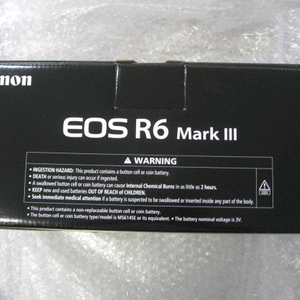 anon
EOS R6 Mark III
⚠ WARNING
• INGESTION HAZARD: This product contains a button cell or coin battery.
• DEATH or serious injury can occur if ingested.
• A swallowed button cell or coin battery can cause Internal Chemical Burns in as little as 2 hours.
• KEEP new and used batteries OUT OF REACH OF CHILDREN.
• Seek immediate medical attention if a battery is suspected to be swallowed or inserted inside any part of the body.
• This product contains a non-replaceable button cell or coin battery.
• The button cell or coin battery type/model is MS614SE or its equivalent. • The battery nominal voltage is 3V.